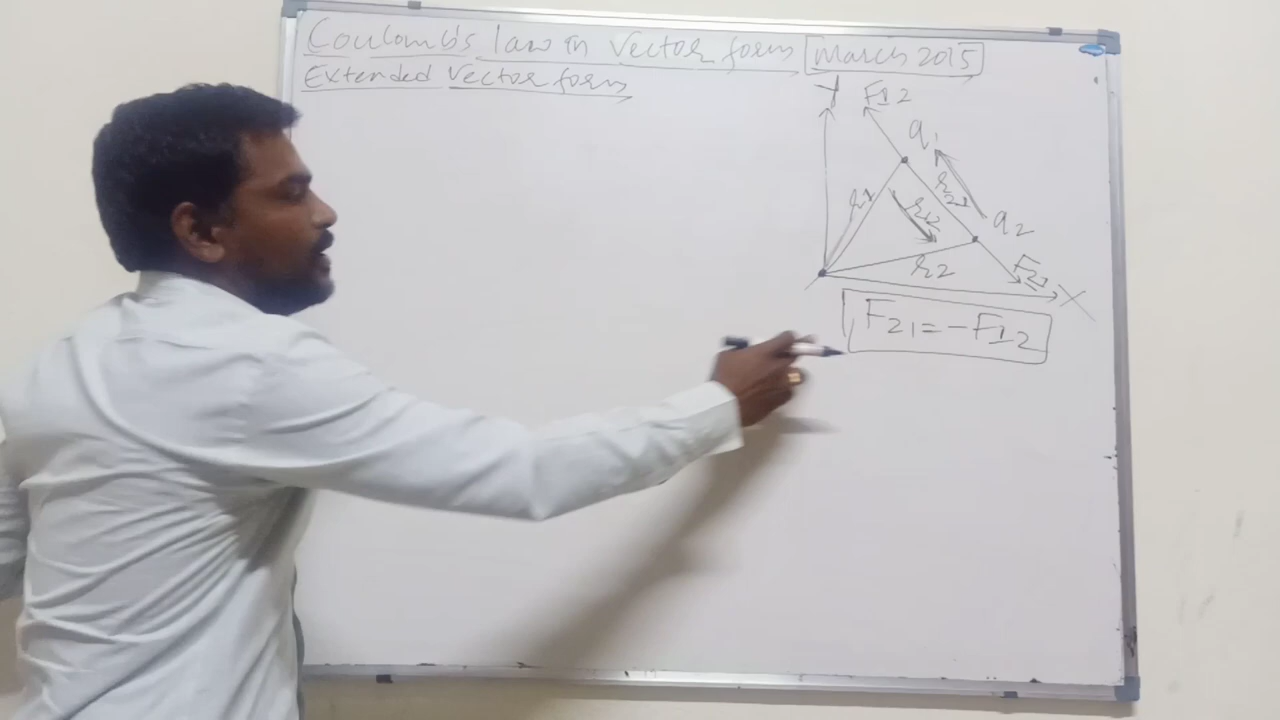 Coulomb's law in Vector form March 2015
Extended Vector form
Y F12
q1
r1 r12 r21
q2
r2 F21
X
F21=-F12